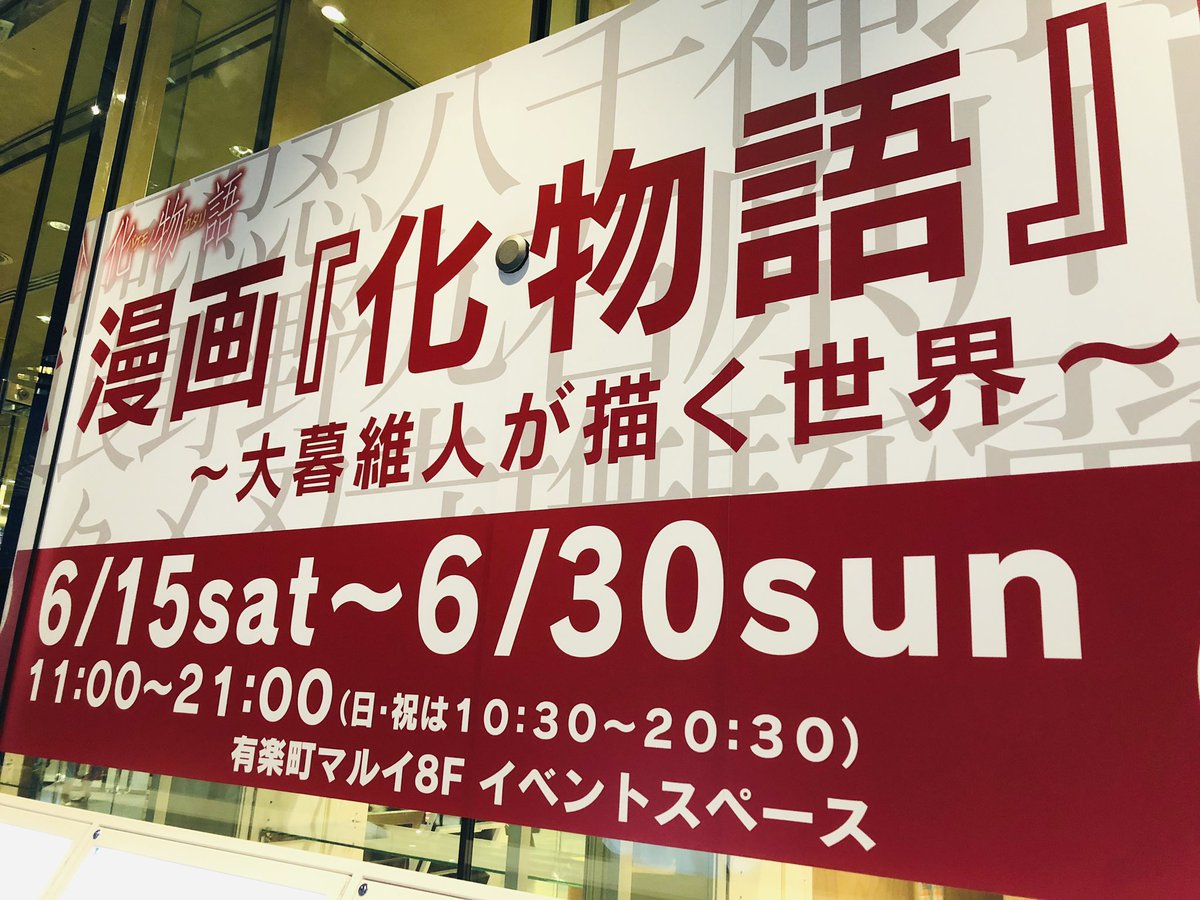 化物語
漫画『化物語』
～大暮維人が描く世界～
6/15sat～6/30sun
11:00～21:00(日・祝は10:30～20:30)
有楽町マルイ8F イベントスペース